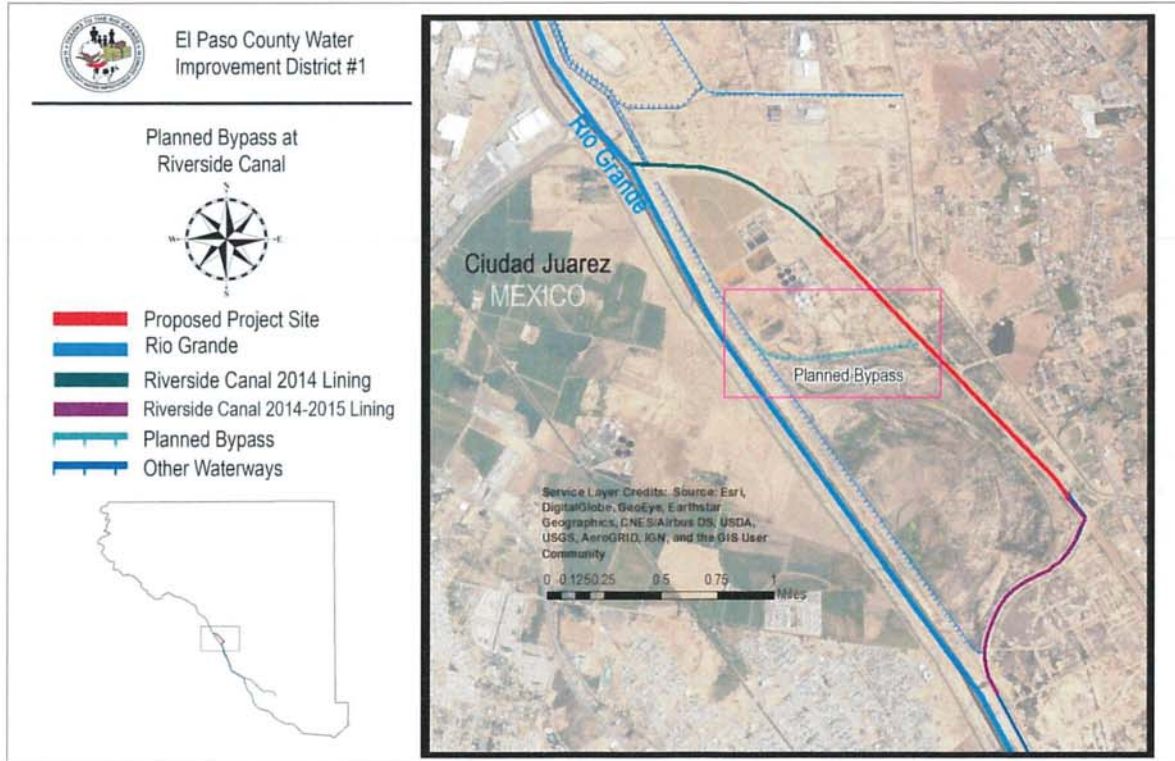 El Paso County Water
Improvement District #1
Planned Bypass at
Riverside Canal
N
W
E
S
Proposed Project Site
Rio Grande
Riverside Canal 2014 Lining
Riverside Canal 2014-2015 Lining
Planned Bypass
Other Waterways
Rio Grande
Ciudad Juarez
MEXICO
Planned Bypass
Service Layer Credits: Source: Esri,
DigitalGlobe, GeoEye, Earthstar
Geographics, CNES/Airbus DS, USDA,
USGS, AeroGRID, IGN, and the GIS User
Community
0 0.125 0.25 0.5 0.75 1
Miles